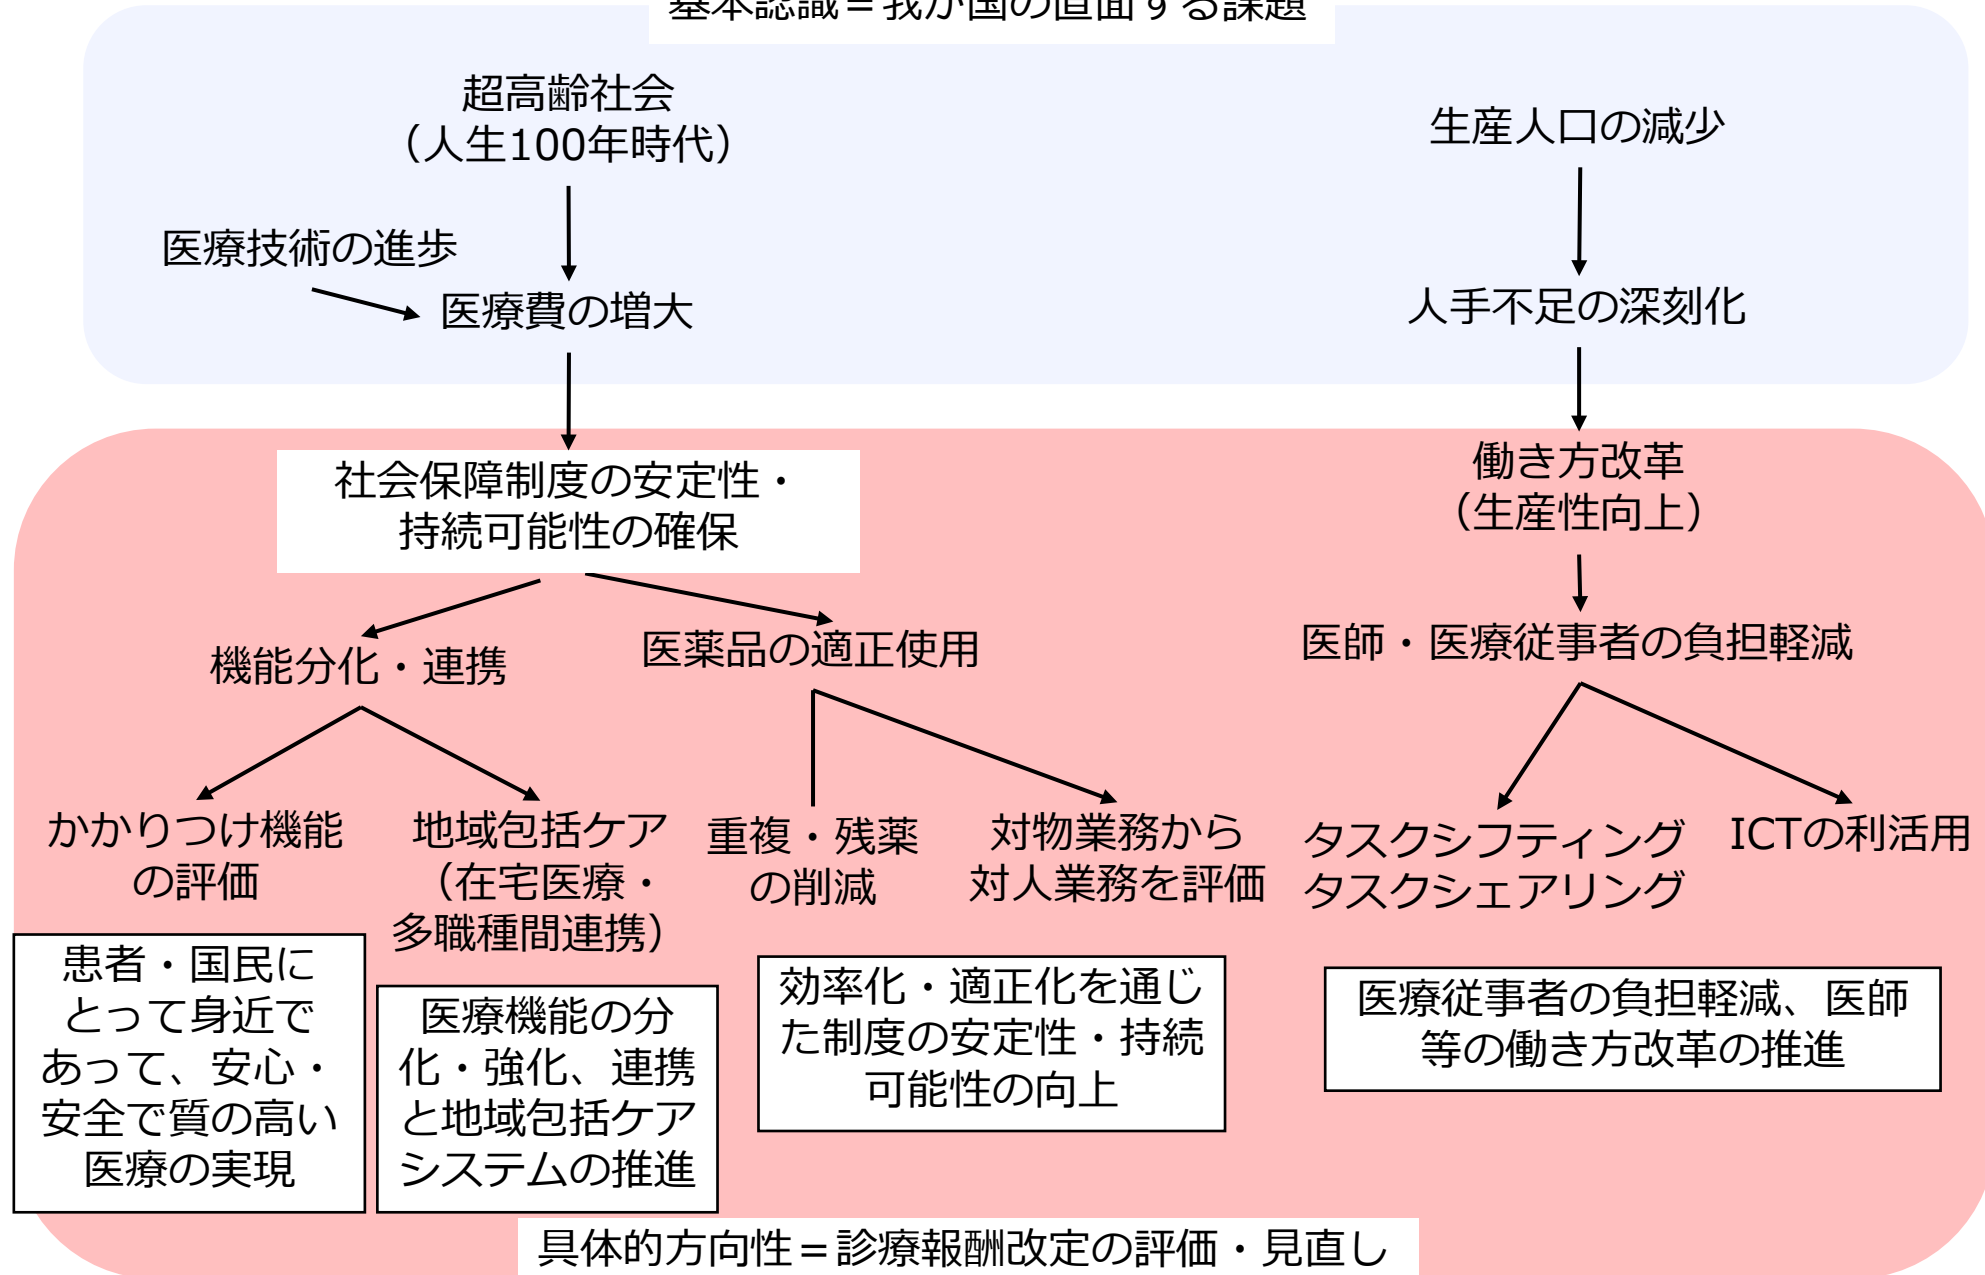 基本認識＝我が国の直面する課題
超高齢社会
（人生100年時代）
生産人口の減少
医療技術の進歩
医療費の増大
人手不足の深刻化
社会保障制度の安定性・
持続可能性の確保
働き方改革
（生産性向上）
機能分化・連携
医薬品の適正使用
医師・医療従事者の負担軽減
かかりつけ機能
の評価
地域包括ケア
（在宅医療・
多職種間連携）
重複・残薬
の削減
対物業務から
対人業務を評価
タスクシフティング
タスクシェアリング
ICTの利活用
患者・国民に
とって身近で
あって、安心・
安全で質の高い
医療の実現
医療機能の分
化・強化、連携
と地域包括ケア
システムの推進
効率化・適正化を通じ
た制度の安定性・持続
可能性の向上
医療従事者の負担軽減、医師
等の働き方改革の推進
具体的方向性＝診療報酬改定の評価・見直し